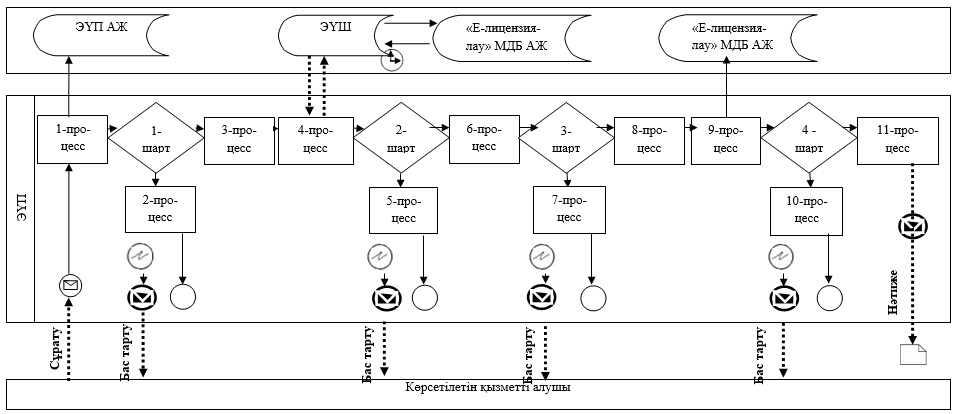 ЭҮП АЖ
ЭҮШ
«Е-лицензия-
лау» МДБ АЖ
«Е-лицензия-
лау» МДБ АЖ
ЭҮП
1-про-
цесс
1-
шарт
3-про-
цесс
4-про-
цесс
2-
шарт
6-про-
цесс
3-
шарт
8-про-
цесс
9-про-
цесс
4 -
шарт
11-про-
цесс
2-про-
цесс
5-про-
цесс
7-про-
цесс
10-про-
цесс
Сұрату
Бас тарту
Бас тарту
Бас тарту
Бас тарту
Нәтиже
Көрсетілетін қызметті алушы